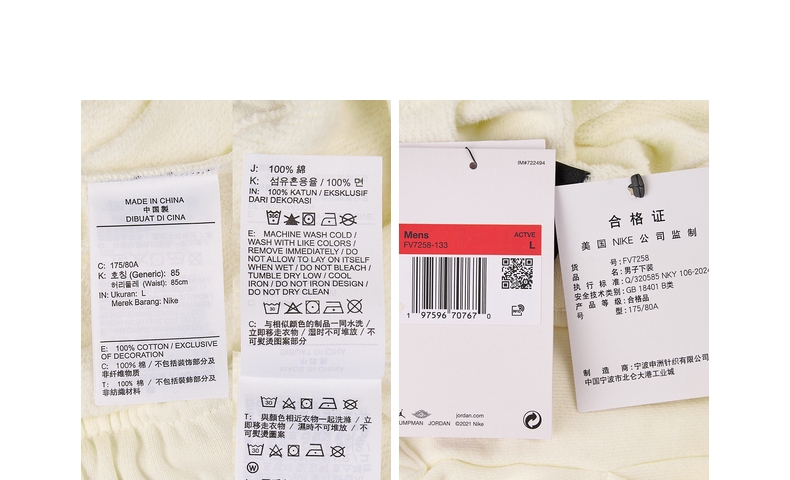 MADE IN CHINA
中国製
DIBUAT DI CINA
C: 175/80A
K: 호칭 (Generic): 85
허리둘레 (Waist): 85cm
IN: Ukuran: L
Merek Barang: Nike
E: 100% COTTON / EXCLUSIVE
OF DECORATION
C: 100% 棉 / 不包括装饰部分及
非纤维物质
T: 100% 棉 / 不包括裝飾部分及
非紡織材料
J: 100% 綿
K: 섬유혼용율 / 100% 면
IN: 100% KATUN / EKSKLUSIF
DARI DEKORASI
E: MACHINE WASH COLD /
WASH WITH LIKE COLORS /
REMOVE IMMEDIATELY / DO
NOT ALLOW TO LAY ON ITSELF
WHEN WET / DO NOT BLEACH /
TUMBLE DRY LOW / COOL
IRON / DO NOT IRON DESIGN /
DO NOT DRY CLEAN
30
C: 与相似颜色的制品一同水洗 /
立即移走衣物 / 湿时不可堆放 / 不
可熨烫图案部分
30
T: 與顏色相近衣物一起洗滌 / 立
即移走衣物 / 濕時不可堆放 / 不
可熨燙圖案
30
W
IM#722494
Mens
ACTVE
FV7258-133
L
1 97596 70767 0
JUMPMAN JORDAN
jordan.com
©2021 Nike
合格证
美国 NIKE 公司监制
货 号: FV7258
品 名: 男子下装
执行标准: Q/320585 NKY 106-2024
安全技术类别: GB 18401 B类
产品等级: 合格品
号 型: 175/80A
制 造 商: 宁波申洲针织有限公司
中国宁波市北仑大港工业城